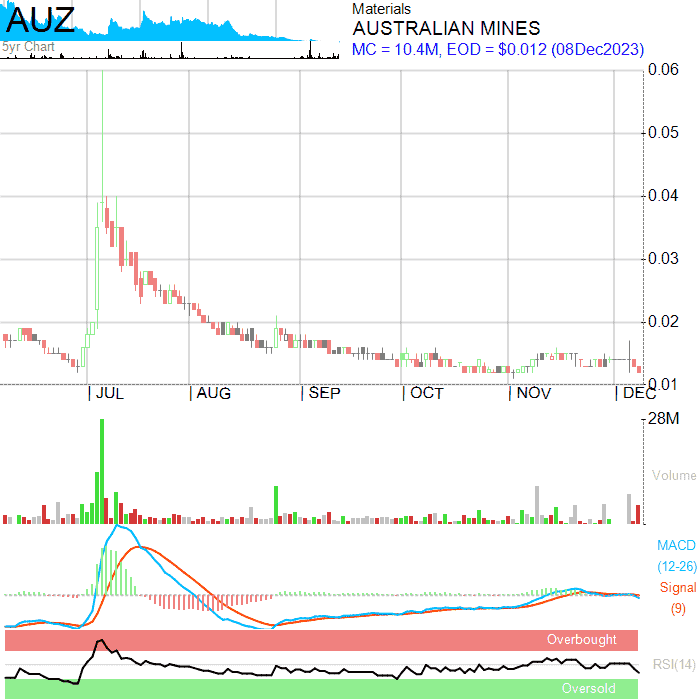 AUZ
5yr Chart
Materials
AUSTRALIAN MINES
MC = 10.4M, EOD = $0.012 (08Dec2023)
0.06
0.05
0.04
0.03
0.02
0.01
JUL AUG SEP OCT NOV DEC
28M
Volume
MACD
(12-26)
Signal
(9)
Overbought
RSI(14)
Oversold